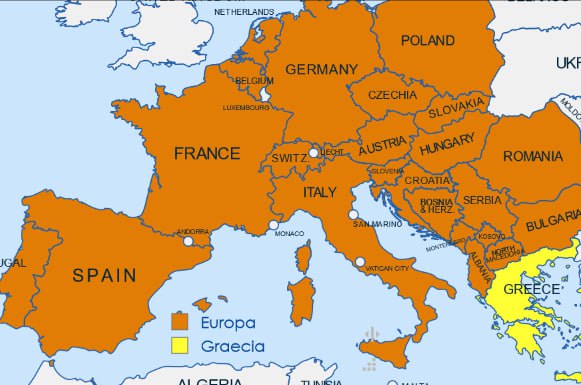 NETHERLANDS
POLAND
GERMANY
UKR
BELGIUM
CZECHIA
LUXEMBOURG
SLOVAKIA
MOLDO
AUSTRIA
HUNGARY
FRANCE
SWITZ
LIECHT
ROMANIA
SLOVENIA
CROATIA
ITALY
BOSNIA
& HERZ
SERBIA
SAN MARINO
BULGARIA
ANDORRA
MONACO
MONTENEGRO
KOSOVO
NORTH
MACEDONIA
UGAL
SPAIN
VATICAN CITY
ALBANIA
GREECE
Europa
Graecia
ALGERIA
TUNISIA
MALTA